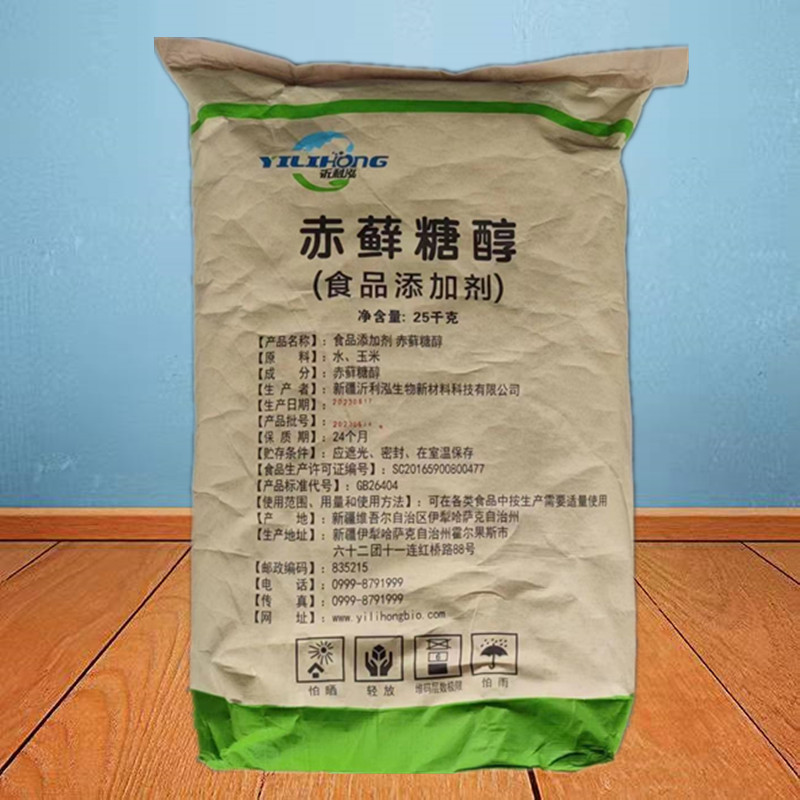 YILIHONG
沂利泓
赤藓糖醇
(食品添加剂)
净含量: 25千克
【产品名称】: 食品添加剂 赤藓糖醇
【原 料】: 水、玉米
【成 分】: 赤藓糖醇
【生 产 者】: 新疆沂利泓生物新材料科技有限公司
【生产日期】:
【产品批号】:
【保 质 期】: 24个月
【贮存条件】: 应遮光、密封、在室温保存
【食品生产许可证编号】: SC20165900800477
【产品标准代号】: GB26404
【使用范围、用量和使用方法】: 可在各类食品中按生产需要适量使用
【产 地】: 新疆维吾尔自治区伊犁哈萨克自治州
【生产地址】: 新疆伊犁哈萨克自治州霍尔果斯市
六十二团十一连红桥路88号
【邮政编码】: 835215
【电 话】: 0999-8791999
【传 真】: 0999-8791999
【网 址】: www.yilihongbio.com
怕晒 轻放 堆码层数极限 怕雨